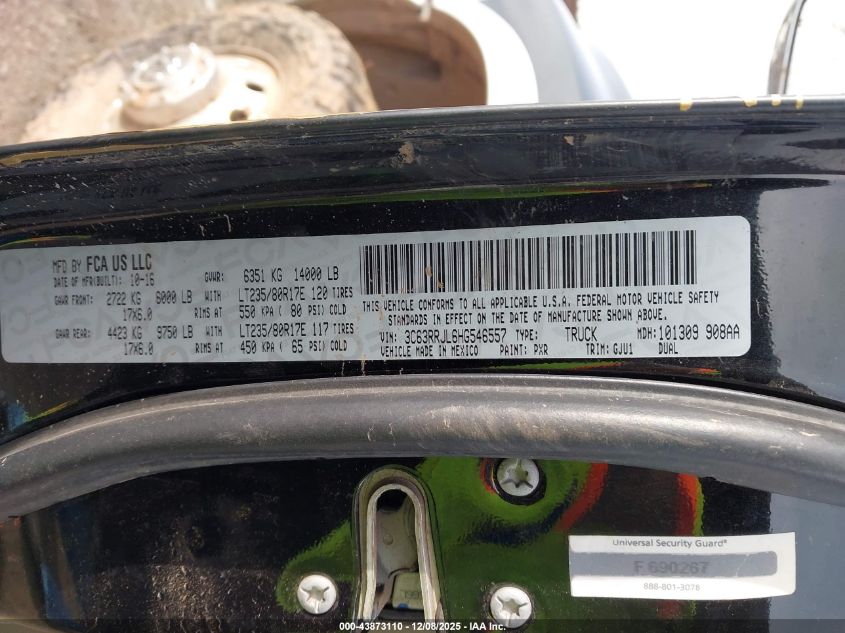 MFD BY FCA US LLC
DATE OF MFR(BUILT): 10-16 GVWR: 6351 KG 14000 LB
GAWR FRONT: 2722 KG 6000 LB WITH LT235/80R17E 120 TIRES
17X6.0 RIMS AT 550 KPA ( 80 PSI) COLD
GAWR REAR: 4423 KG 9750 LB WITH LT235/80R17E 117 TIRES
17X6.0 RIMS AT 450 KPA ( 65 PSI) COLD
THIS VEHICLE CONFORMS TO ALL APPLICABLE U.S.A. FEDERAL MOTOR VEHICLE SAFETY
STANDARDS IN EFFECT ON THE DATE OF MANUFACTURE SHOWN ABOVE.
VIN: 3C63RRJL6HG546557 TYPE: TRUCK MDH: 101309 908AA
VEHICLE MADE IN MEXICO PAINT: PXR TRIM: GJU1 DUAL
Universal Security Guard®
F 690267
888-801-3078
000-43873110 - 12/08/2025 - IAA Inc.